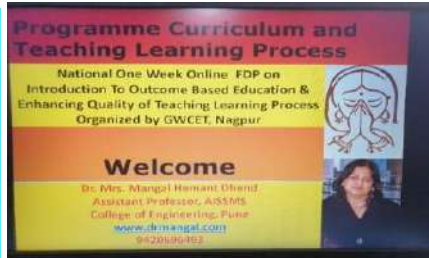 Programme Curriculum and
Teaching Learning Process
National One Week Online FDP on
Introduction To Outcome Based Education &
Enhancing Quality of Teaching Learning Process
Organized by GWCET, Nagpur
Welcome
Dr. Mrs. Mangal Hemant Dhend
Assistant Professor, AISSMS
College of Engineering, Pune
www.drmangal.com